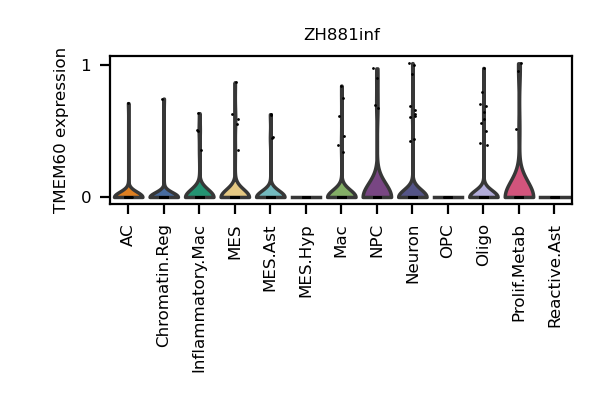 ZH881inf
TMEM60 expression
1
0
AC
Chromatin.Reg
Inflammatory.Mac
MES
MES.Ast
MES.Hyp
Mac
NPC
Neuron
OPC
Oligo
Prolif.Metab
Reactive.Ast